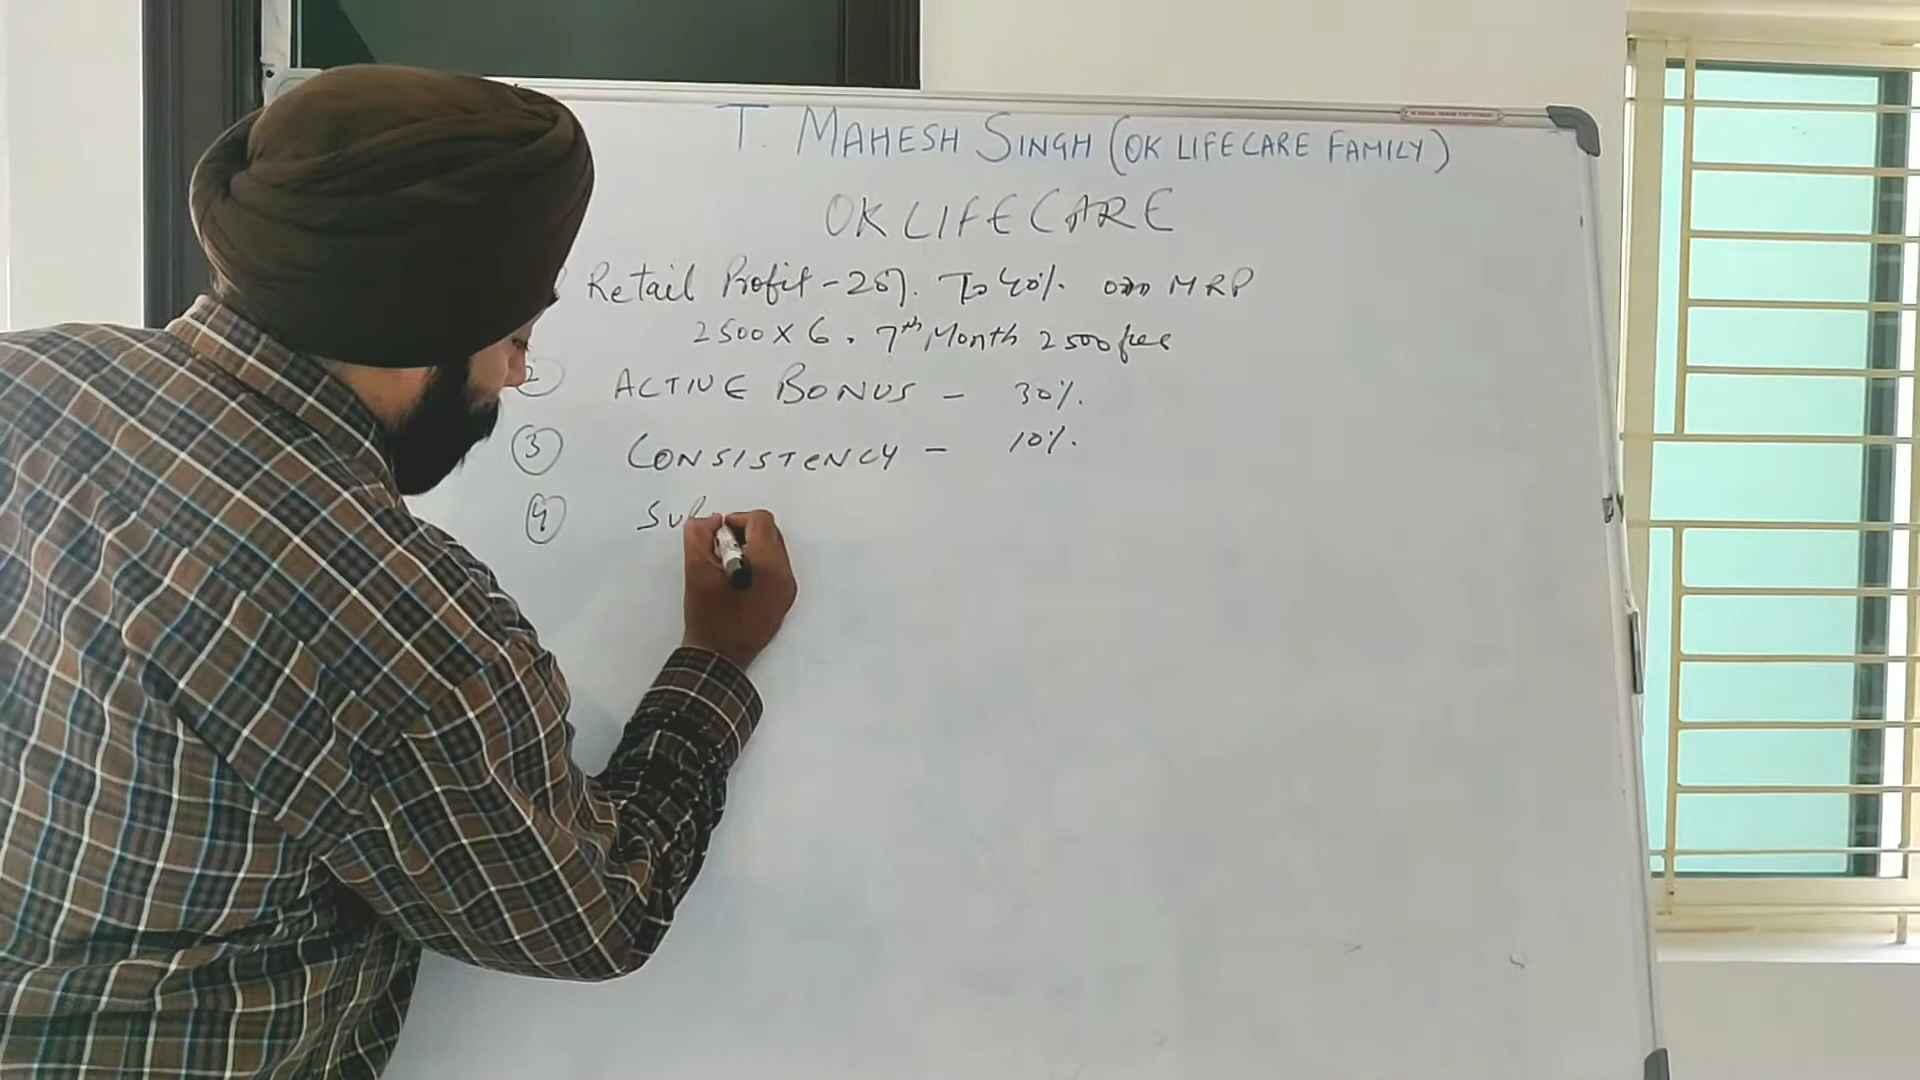 T. MAHESH SINGH (OK LIFECARE FAMILY)
OK LIFECARE
Retail Profit - 20%. To 40%. on MRP
2500 x 6. 7th Month 2500 free
2 ACTIVE BONUS - 30%.
3 CONSISTENCY - 10%.
4 SU